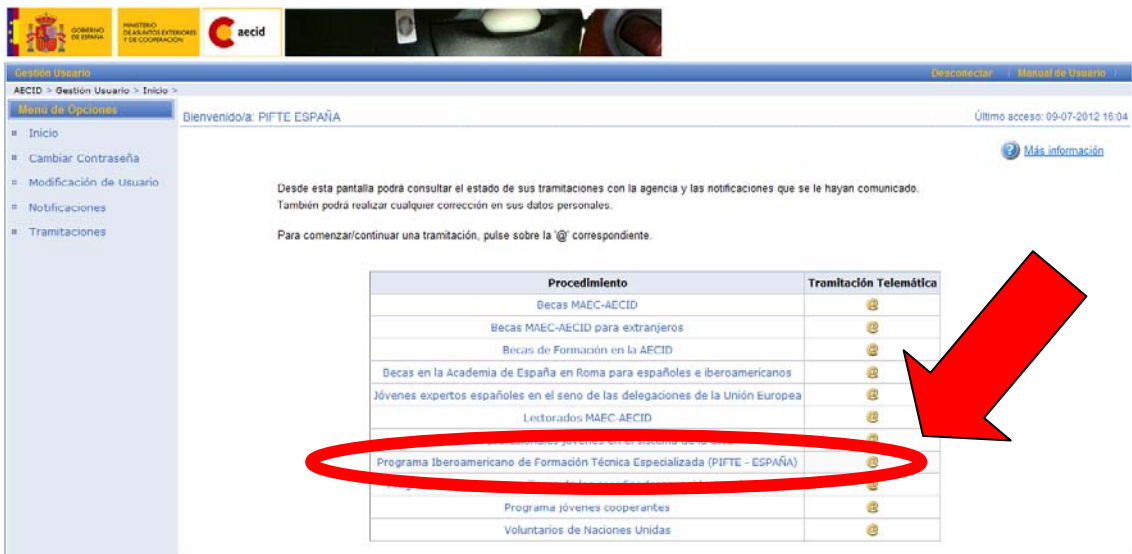 GOBIERNO
DE ESPAÑA
MINISTERIO
DE ASUNTOS EXTERIORES
Y DE COOPERACIÓN
aecid
Gestión Usuario
Desconectar | Manual de Usuario |
AECID > Gestión Usuario > Inicio >
Menú de Opciones
Bienvenido/a: PIFTE ESPAÑA
Último acceso: 09-07-2012 16:04
Inicio
Más información
Cambiar Contraseña
Modificación de Usuario
Notificaciones
Tramitaciones
Desde esta pantalla podrá consultar el estado de sus tramitaciones con la agencia y las notificaciones que se le hayan comunicado.
También podrá realizar cualquier corrección en sus datos personales.
Para comenzar/continuar una tramitación, pulse sobre la '@' correspondiente.
Procedimiento Tramitación Telemática
Becas MAEC-AECID @
Becas MAEC-AECID para extranjeros @
Becas de Formación en la AECID @
Becas en la Academia de España en Roma para españoles e iberoamericanos @
Jóvenes expertos españoles en el seno de las delegaciones de la Unión Europea @
Lectorados MAEC-AECID @
profesionales jóvenes en el sistema de la @
Programa Iberoamericano de Formación Técnica Especializada (PIFTE - ESPAÑA) @
@
Programa jóvenes cooperantes @
Voluntarios de Naciones Unidas @